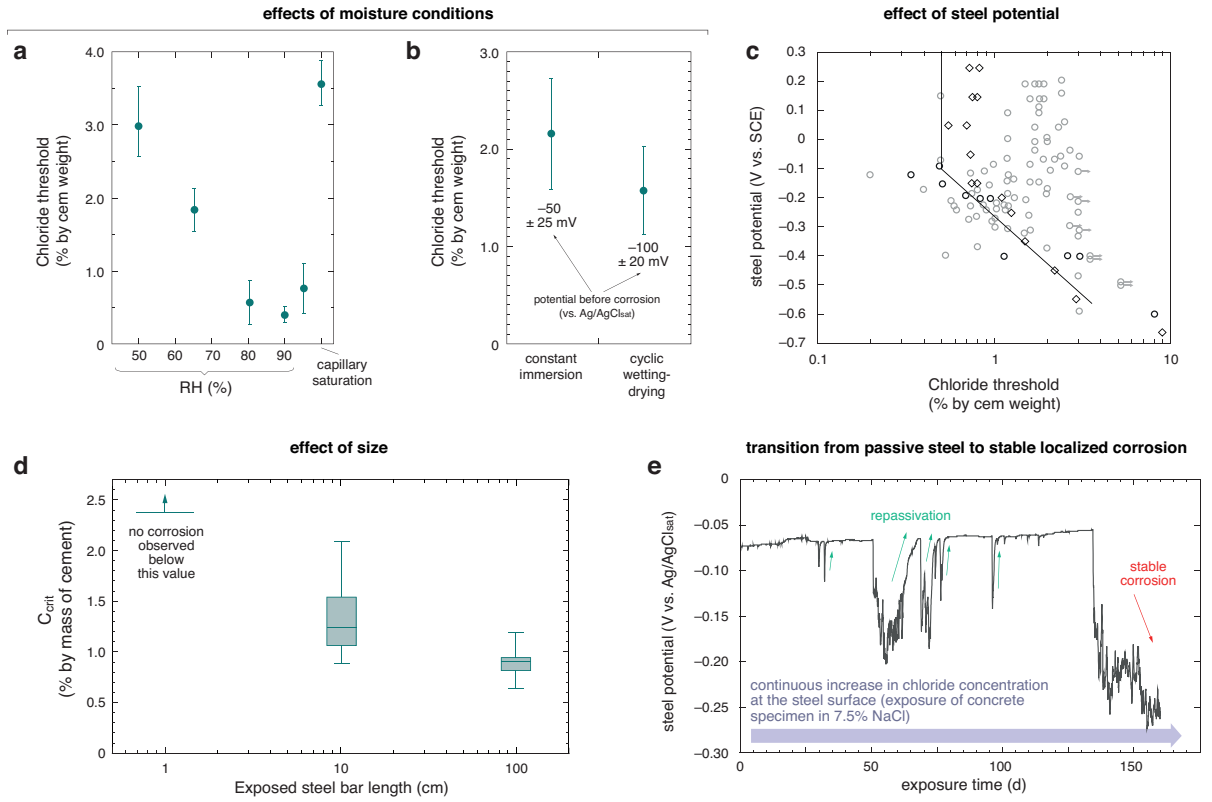 effects of moisture conditions
effect of steel potential
a
4.0
3.0
2.0
1.0
0
Chloride threshold
(% by cem weight)
50
60
70
80
90
RH (%)
capillary
saturation
b
3.0
2.0
1.0
0
Chloride threshold
(% by cem weight)
–50
± 25 mV
–100
± 20 mV
potential before corrosion
(vs. Ag/AgClsat)
constant
immersion
cyclic
wetting-
drying
c
0.3
0.2
0.1
0
–0.1
–0.2
–0.3
–0.4
–0.5
–0.6
–0.7
steel potential (V vs. SCE)
0.1
1
10
Chloride threshold
(% by cem weight)
effect of size
d
2.5
2.0
1.5
1.0
0.5
0
Ccrit
(% by mass of cement)
no corrosion
observed
below
this value
1
10
100
Exposed steel bar length (cm)
transition from passive steel to stable localized corrosion
e
0
–0.05
–0.10
–0.15
–0.20
–0.25
–0.30
steel potential (V vs. Ag/AgClsat)
repassivation
stable
corrosion
continuous increase in chloride concentration
at the steel surface (exposure of concrete
specimen in 7.5% NaCl)
0
50
75
100
150
exposure time (d)